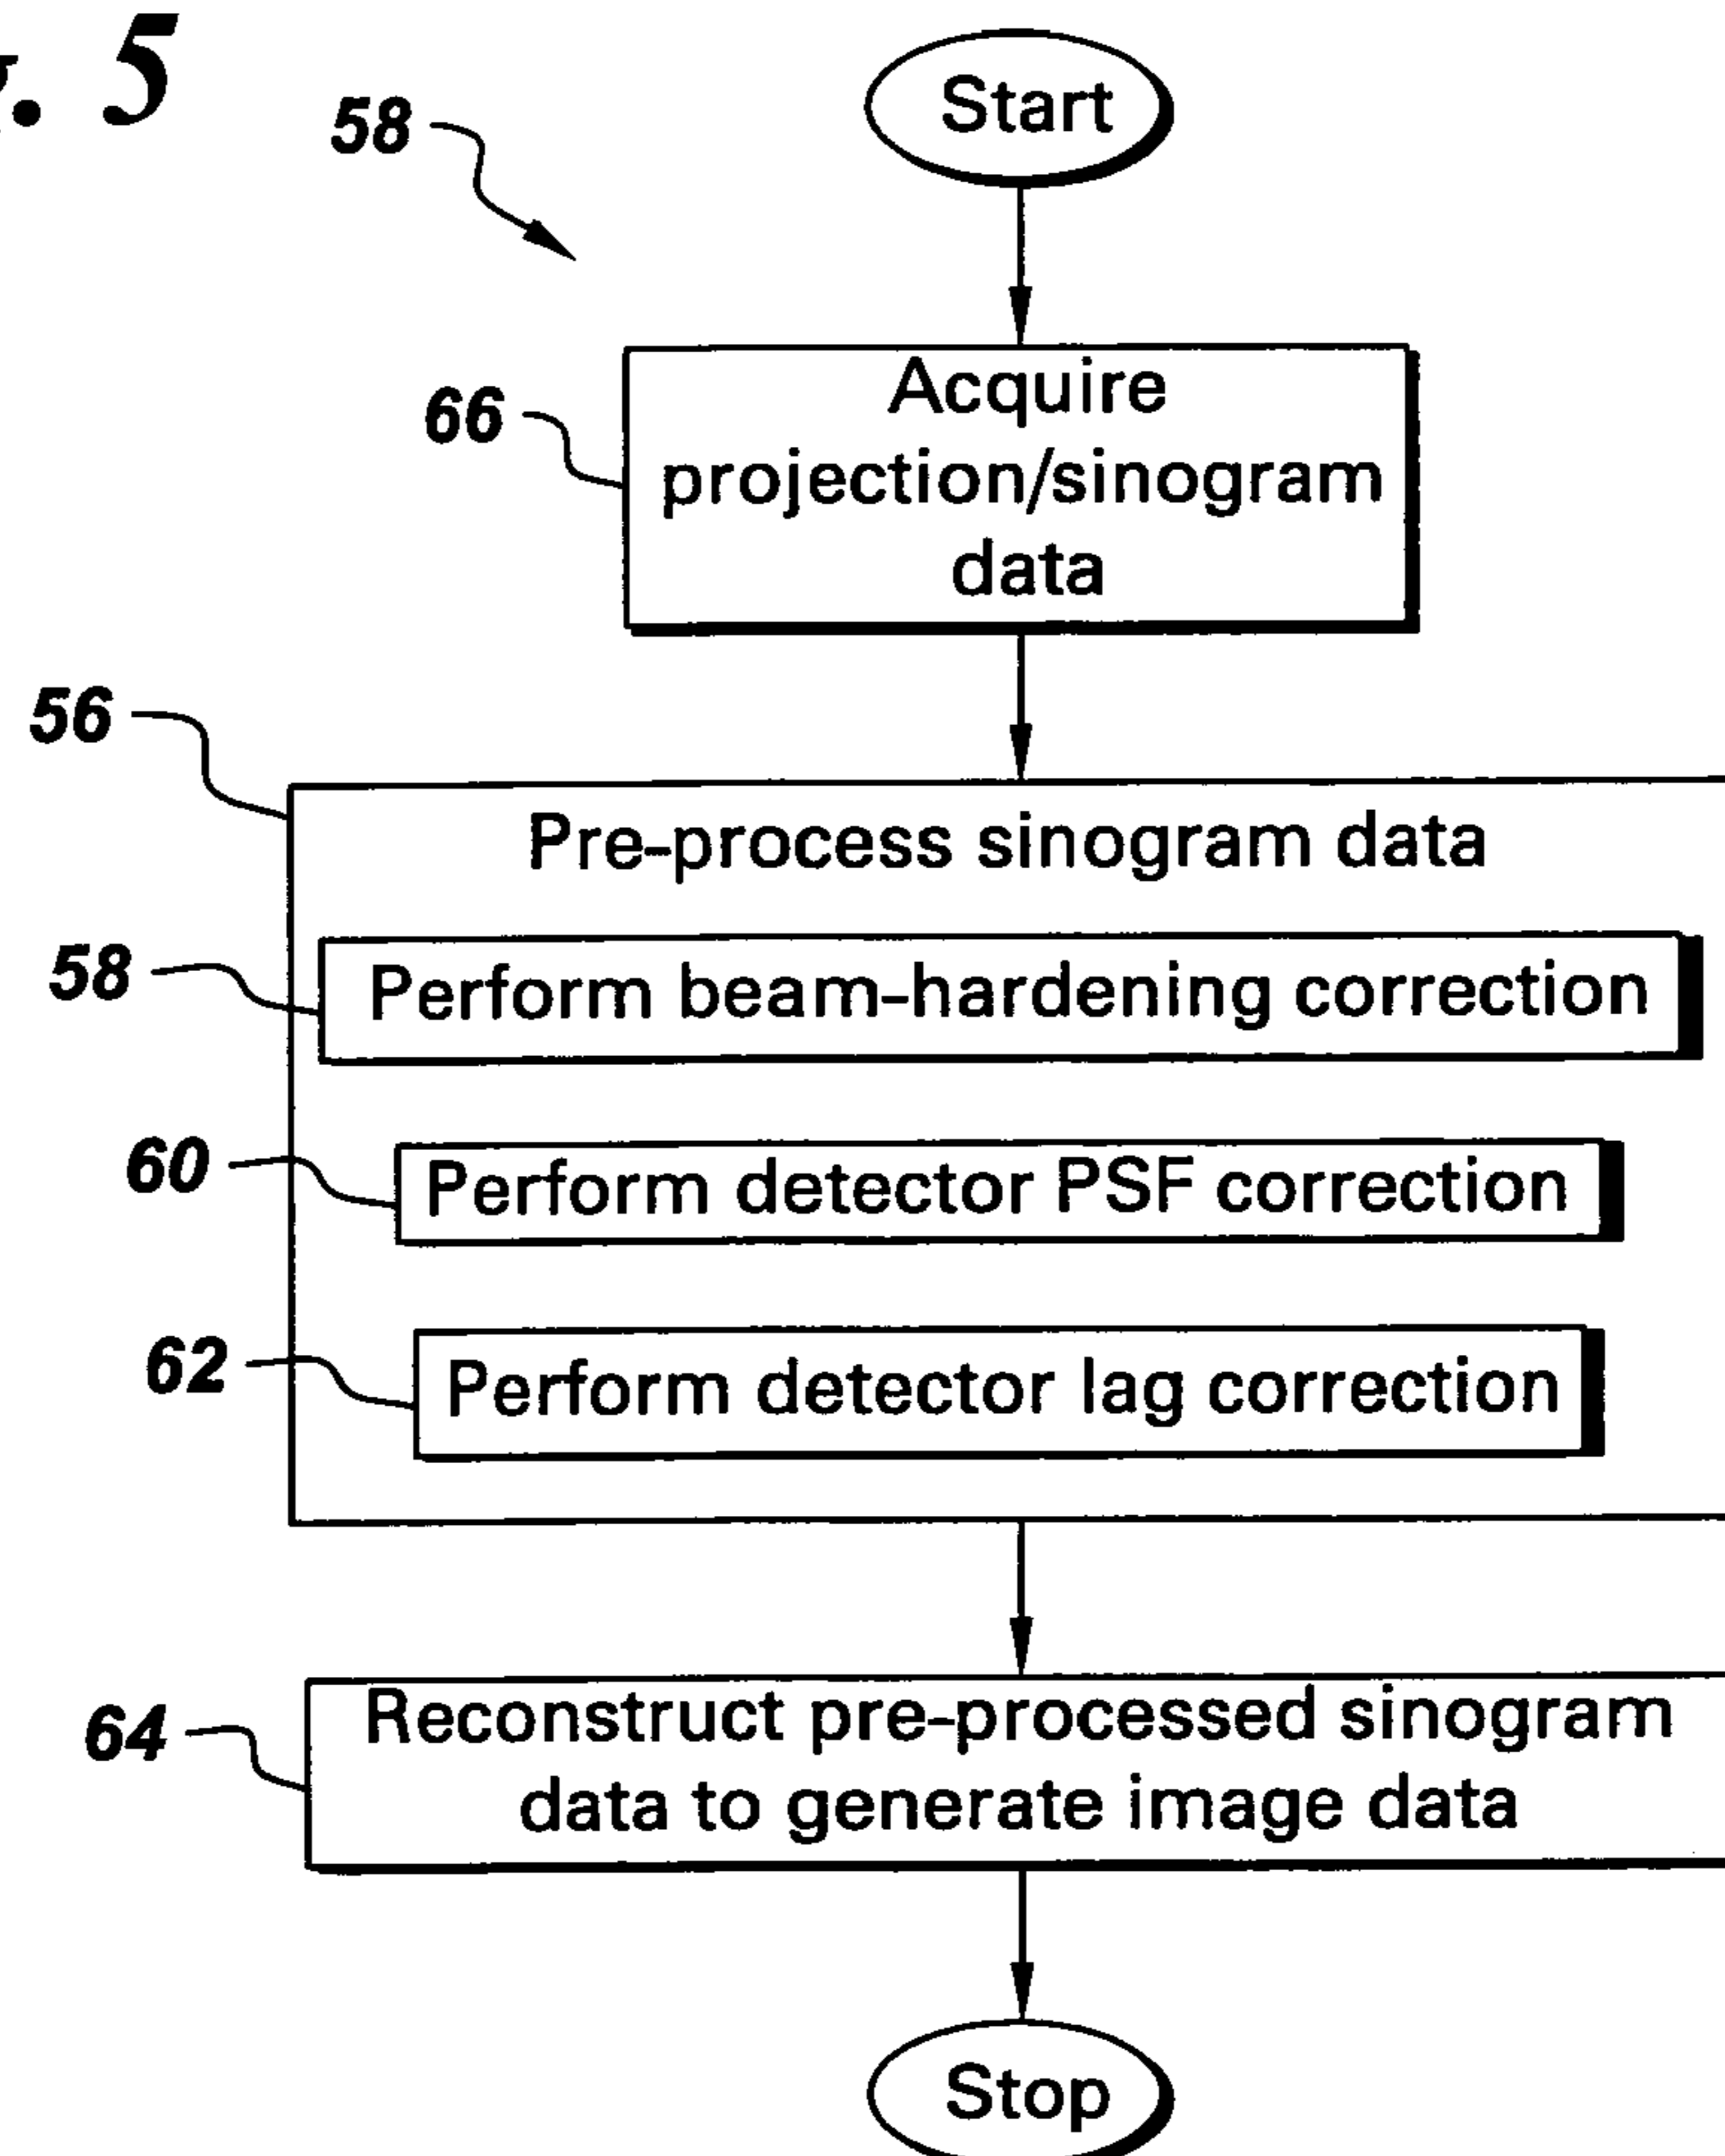 . 5
58
Start
66
Acquire
projection/sinogram
data
56
Pre-process sinogram data
58
Perform beam-hardening correction
60
Perform detector PSF correction
62
Perform detector lag correction
64
Reconstruct pre-processed sinogram
data to generate image data
Stop